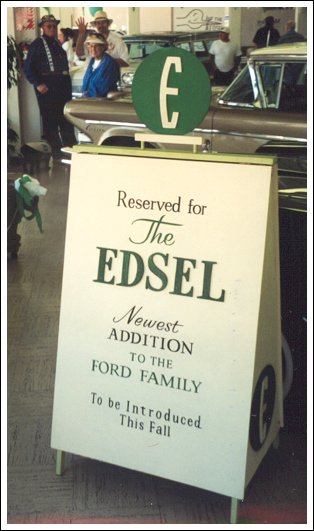 E
Reserved for
The
EDSEL
Newest
ADDITION
TO THE
FORD FAMILY
To be Introduced
This Fall
E